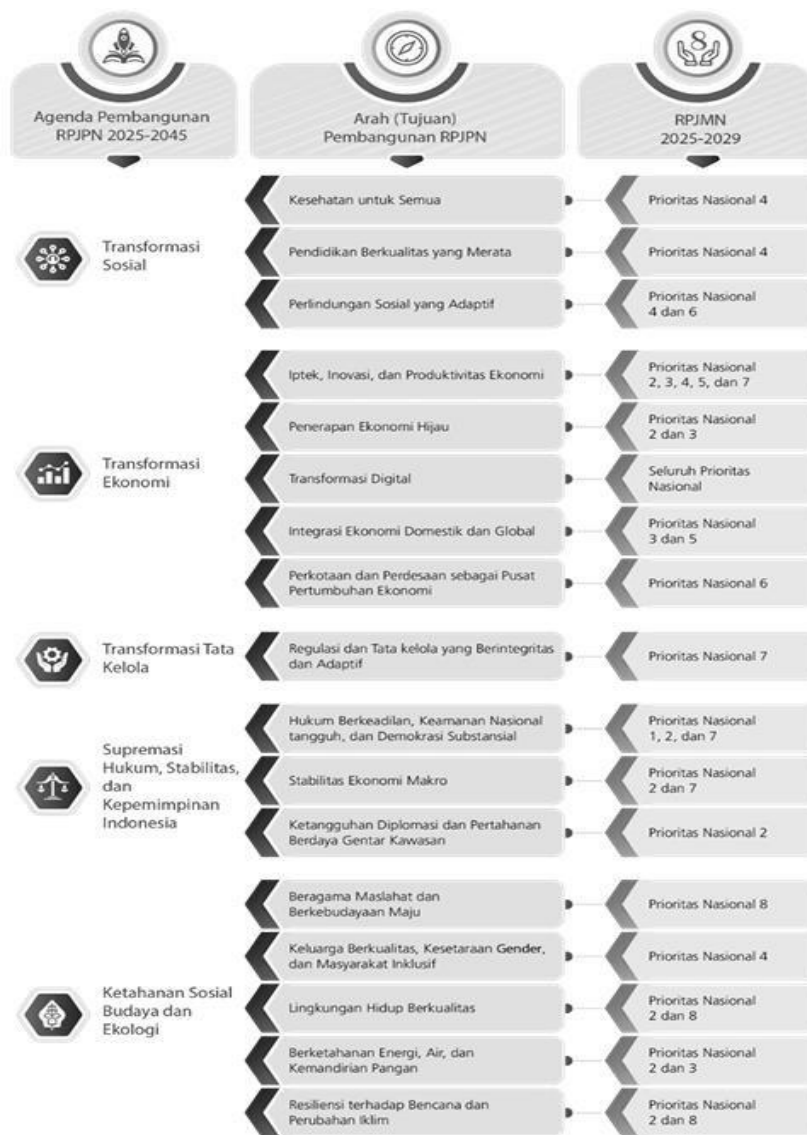 8
Agenda Pembangunan
RPJPN 2025-2045
Arah (Tujuan)
Pembangunan RPJPN
RPJMN
2025-2029
Transformasi
Sosial
Kesehatan untuk Semua
Prioritas Nasional 4
Pendidikan Berkualitas yang Merata
Prioritas Nasional 4
Perlindungan Sosial yang Adaptif
Prioritas Nasional
4 dan 6
Transformasi
Ekonomi
Iptek, Inovasi, dan Produktivitas Ekonomi
Prioritas Nasional
2, 3, 4, 5, dan 7
Penerapan Ekonomi Hijau
Prioritas Nasional
2 dan 3
Transformasi Digital
Seluruh Prioritas
Nasional
Integrasi Ekonomi Domestik dan Global
Prioritas Nasional
3 dan 5
Perkotaan dan Perdesaan sebagai Pusat
Pertumbuhan Ekonomi
Prioritas Nasional 6
Transformasi Tata
Kelola
Regulasi dan Tata kelola yang Berintegritas
dan Adaptif
Prioritas Nasional 7
Supremasi
Hukum, Stabilitas,
dan
Kepemimpinan
Indonesia
Hukum Berkeadilan, Keamanan Nasional
tangguh, dan Demokrasi Substansial
Prioritas Nasional
1, 2, dan 7
Stabilitas Ekonomi Makro
Prioritas Nasional
2 dan 7
Ketangguhan Diplomasi dan Pertahanan
Berdaya Gentar Kawasan
Prioritas Nasional 2
Ketahanan Sosial
Budaya dan
Ekologi
Beragama Maslahat dan
Berkebudayaan Maju
Prioritas Nasional 8
Keluarga Berkualitas, Kesetaraan Gender,
dan Masyarakat Inklusif
Prioritas Nasional 4
Lingkungan Hidup Berkualitas
Prioritas Nasional
2 dan 8
Berketahanan Energi, Air, dan
Kemandirian Pangan
Prioritas Nasional
2 dan 3
Resiliensi terhadap Bencana dan
Perubahan Iklim
Prioritas Nasional
2 dan 8